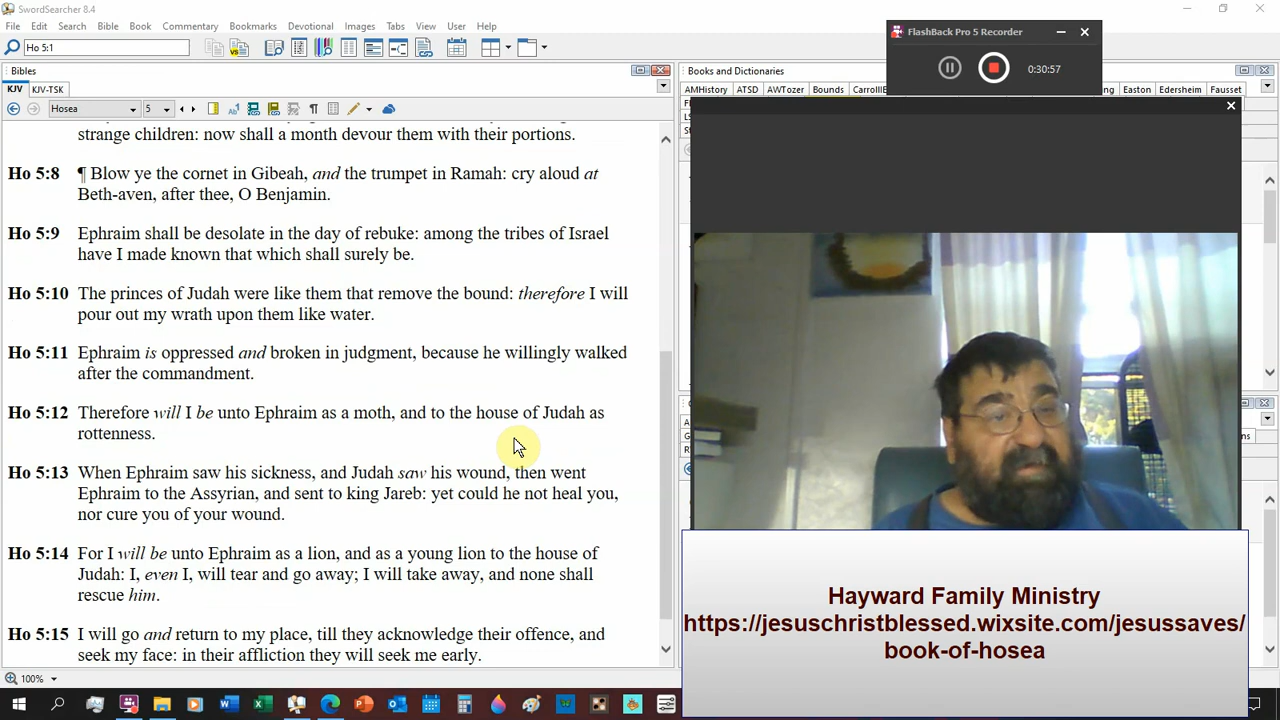 SwordSearcher 8.4
File Edit Search Bible Book Commentary Bookmarks Devotional Images Tabs View User Help
Ho 5:1
VS
FlashBack Pro 5 Recorder
0:30:57
Bibles
KJV KJV-TSK
Hosea 5
Books and Dictionaries
AMHistory ATSD AWTozer Bounds Easton Edersheim Fausset
strange children: now shall a month devour them with their portions.
Ho 5:8 ¶ Blow ye the cornet in Gibeah, and the trumpet in Ramah: cry aloud at
Beth-aven, after thee, O Benjamin.
Ho 5:9 Ephraim shall be desolate in the day of rebuke: among the tribes of Israel
have I made known that which shall surely be.
Ho 5:10 The princes of Judah were like them that remove the bound: therefore I will
pour out my wrath upon them like water.
Ho 5:11 Ephraim is oppressed and broken in judgment, because he willingly walked
after the commandment.
Ho 5:12 Therefore will I be unto Ephraim as a moth, and to the house of Judah as
rottenness.
Ho 5:13 When Ephraim saw his sickness, and Judah saw his wound, then went
Ephraim to the Assyrian, and sent to king Jareb: yet could he not heal you,
nor cure you of your wound.
Ho 5:14 For I will be unto Ephraim as a lion, and as a young lion to the house of
Judah: I, even I, will tear and go away; I will take away, and none shall
rescue him.
Ho 5:15 I will go and return to my place, till they acknowledge their offence, and
seek my face: in their affliction they will seek me early.
100%
Hayward Family Ministry
https://jesuschristblessed.wixsite.com/jesussaves/
book-of-hosea